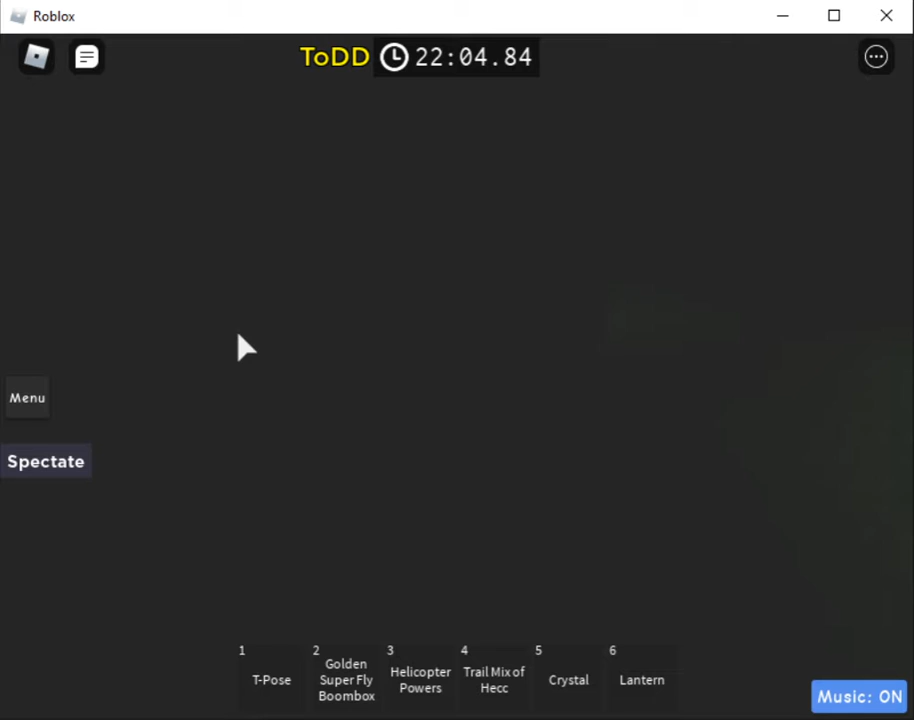 Roblox
ToDD 22:04.84
Menu
Spectate
1 2 3 4 5 6
T-Pose
Golden
Super Fly
Boombox
Helicopter
Powers
Trail Mix of
Hecc
Crystal
Lantern
Music: ON